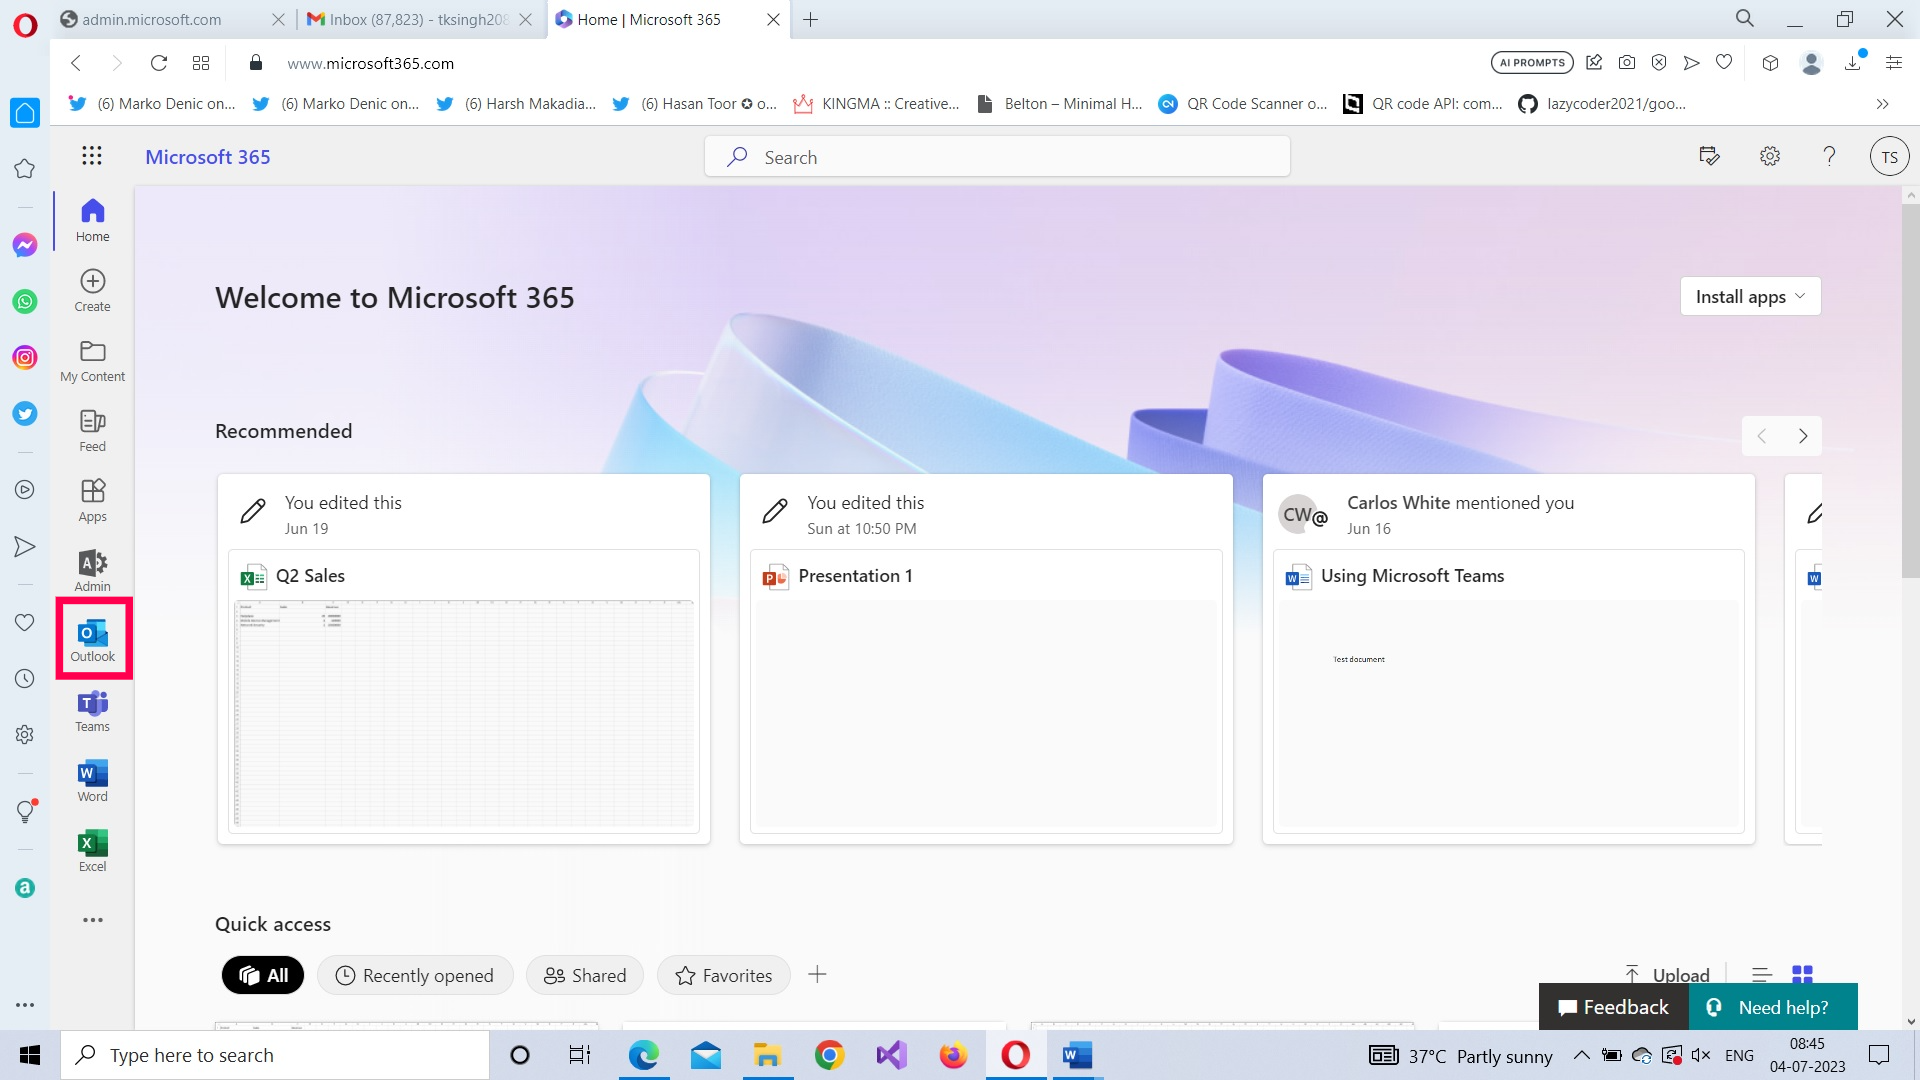 admin.microsoft.com
Inbox (87,823) - tksingh208
Home | Microsoft 365
www.microsoft365.com
AI PROMPTS
(6) Marko Denic on...
(6) Marko Denic on...
(6) Harsh Makadia...
(6) Hasan Toor ✪ o...
KINGMA :: Creative...
Belton – Minimal H...
QR Code Scanner o...
QR code API: com...
lazycoder2021/goo...
Microsoft 365
Search
TS
Home
Create
My Content
Feed
Apps
Admin
Outlook
Teams
Word
Excel
Welcome to Microsoft 365
Install apps
Recommended
You edited this
Jun 19
Q2 Sales
You edited this
Sun at 10:50 PM
Presentation 1
CW@
Carlos White mentioned you
Jun 16
Using Microsoft Teams
Test document
Quick access
All
Recently opened
Shared
Favorites
Upload
Feedback
Need help?
Type here to search
37°C Partly sunny
ENG
08:45
04-07-2023